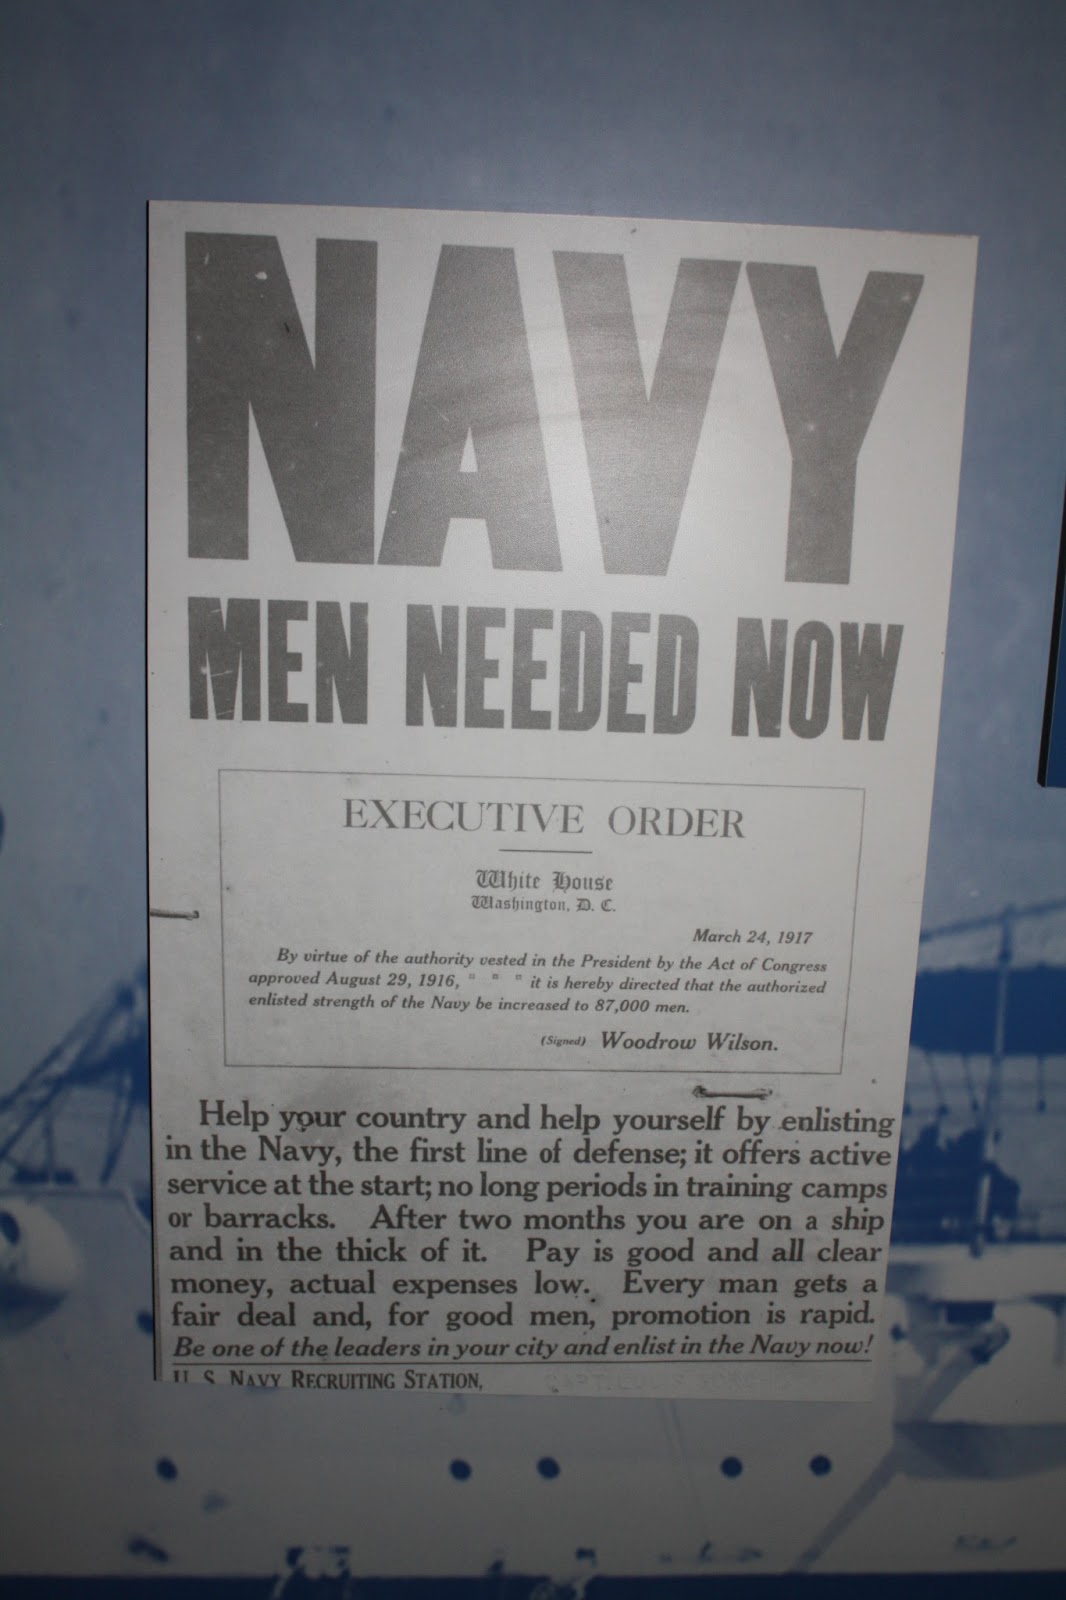 NAVY
MEN NEEDED NOW
EXECUTIVE ORDER
White House
Washington, D. C.
March 24, 1917
By virtue of the authority vested in the President by the Act of Congress
approved August 29, 1916, " " " it is hereby directed that the authorized
enlisted strength of the Navy be increased to 87,000 men.
(Signed) Woodrow Wilson.
Help your country and help yourself by enlisting
in the Navy, the first line of defense; it offers active
service at the start; no long periods in training camps
or barracks. After two months you are on a ship
and in the thick of it. Pay is good and all clear
money, actual expenses low. Every man gets a
fair deal and, for good men, promotion is rapid.
Be one of the leaders in your city and enlist in the Navy now!
U. S. NAVY RECRUITING STATION,